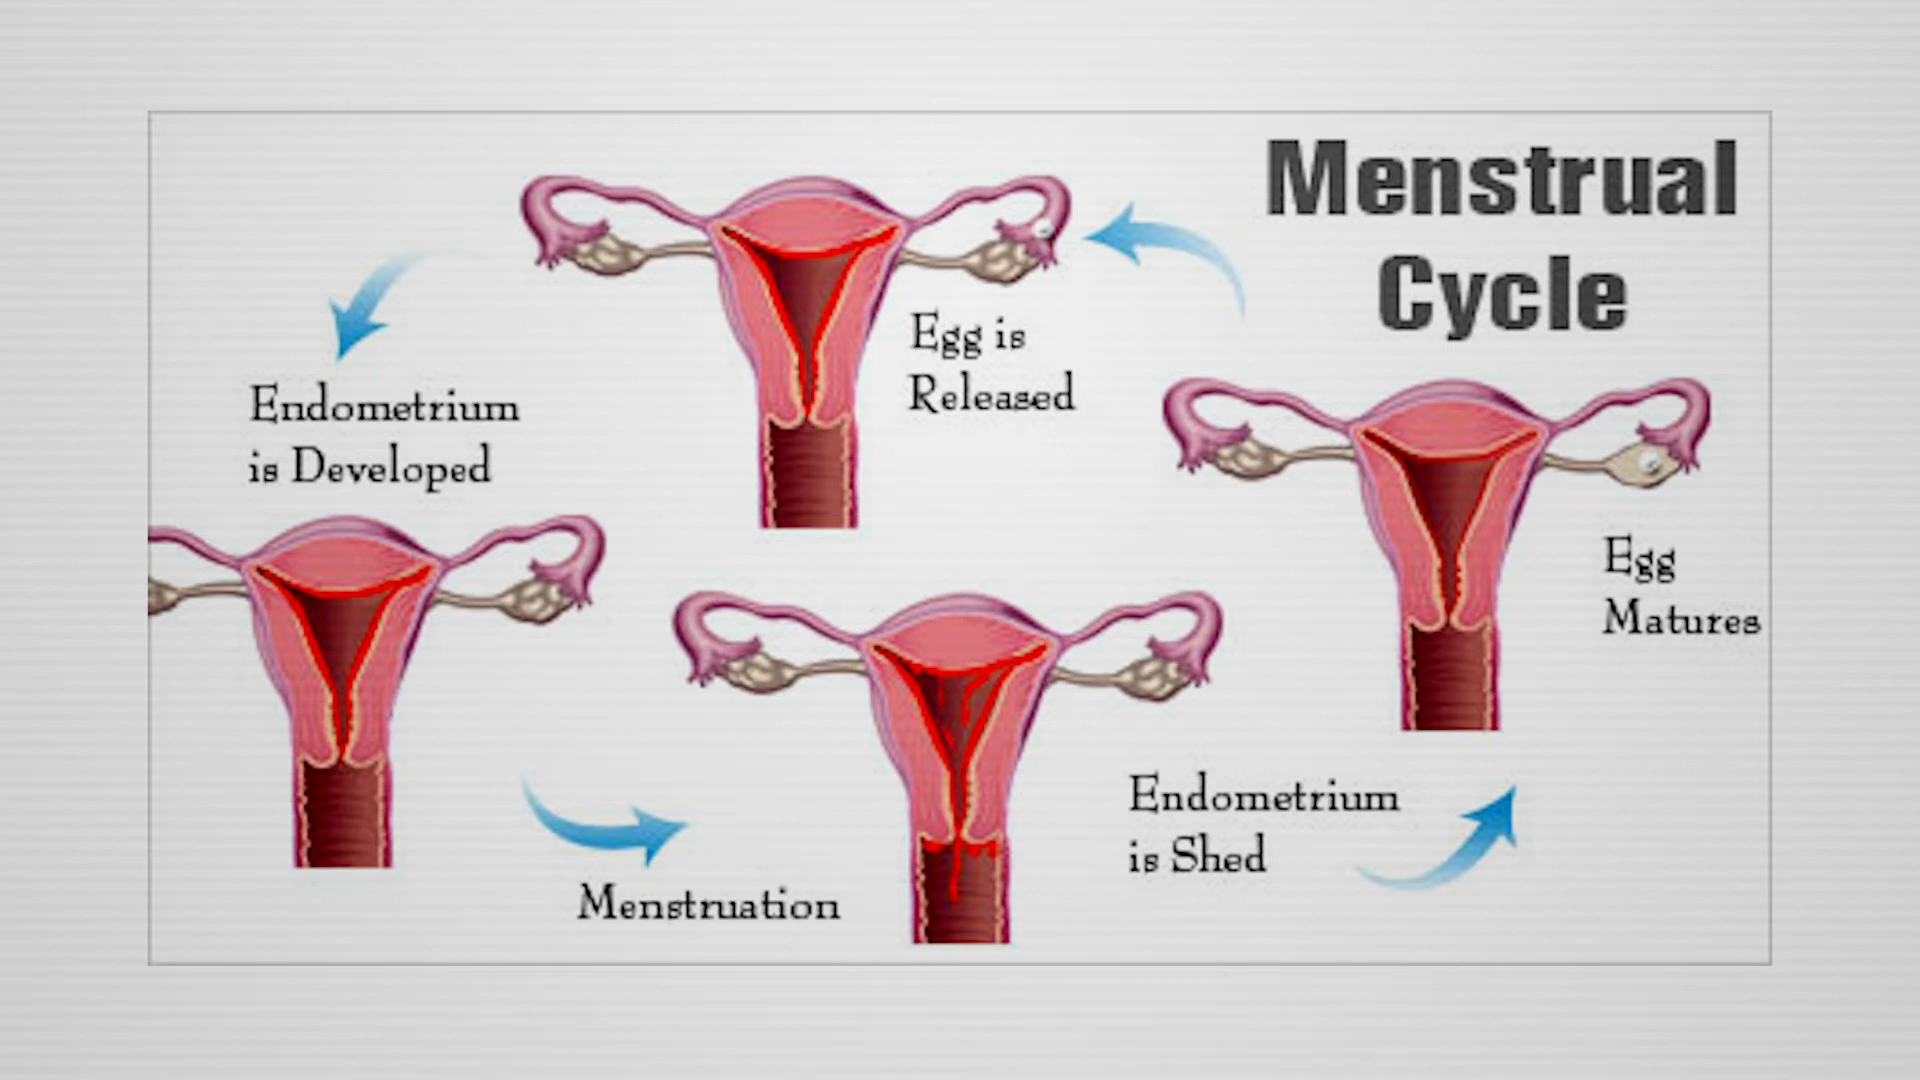 Menstrual
Cycle
Egg is
Released
Endometrium
is Developed
Egg
Matures
Endometrium
is Shed
Menstruation